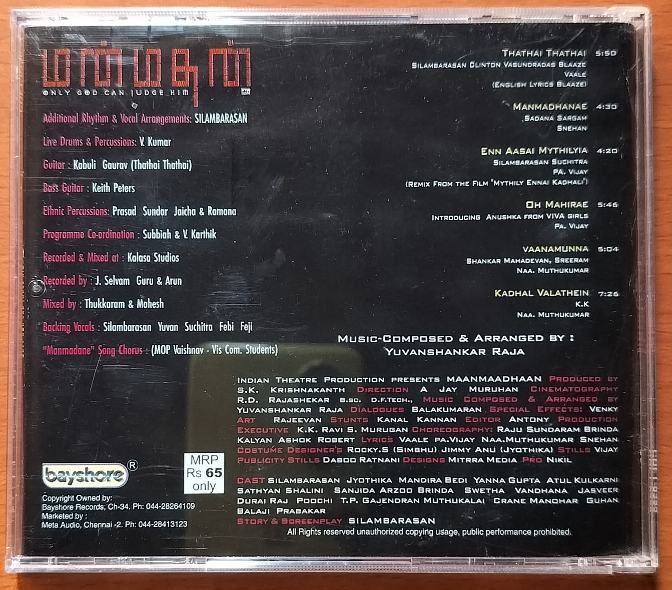 மன்மதன்
ONLY GOD CAN JUDGE HIM
Additional Rhythm & Vocal Arrangements: SILAMBARASAN
Live Drums & Percussions: V. Kumar
Guitar : Kabuli Gaurav (Thathai Thathai)
Bass Guitar : Keith Peters
Ethnic Percussions: Prasad Sundar Jaicha & Ramana
Programme Co-ordination : Subbiah & V. Karthik
Recorded & Mixed at : Kalasa Studios
Recorded by : J. Selvam Guru & Arun
Mixed by : Thukkaram & Mahesh
Backing Vocals : Silambarasan Yuvan Suchitra Febi Feji
"Manmadane" Song Chorus : (MOP Vaishnav - Vis Com. Students)
THATHAI THATHAI 5:50
SILAMBARASAN CLINTON VASUNDRADAS BLAAZE
VAALE
(ENGLISH LYRICS BLAAZE)
MANMADHANAE 4:30
SADANA SARGAM
SNEHAN
ENN AASAI MYTHILYIA 4:20
SILAMBARASAN SUCHITRA
PA. VIJAY
(REMIX FROM THE FILM 'MYTHILY ENNAI KADHALI')
OH MAHIRAE 5:46
INTRODUCING ANUSHKA FROM VIVA GIRLS
PA. VIJAY
VAANAMUNNA 5:04
SHANKAR MAHADEVAN, SREERAM
NAA. MUTHUKUMAR
KADHAL VALATHEIN 7:26
K.K
NAA. MUTHUKUMAR
MUSIC-COMPOSED & ARRANGED BY :
YUVANSHANKAR RAJA
INDIAN THEATRE PRODUCTION PRESENTS MAANMAADHAAN PRODUCED BY
S.K. KRISHNAKANTH DIRECTION A JAY MURUHAN CINEMATOGRAPHY
R.D. RAJASHEKAR B.SC. D.F.TECH., MUSIC COMPOSED & ARRANGED BY
YUVANSHANKAR RAJA DIALOGUES BALAKUMARAN SPECIAL EFFECTS: VENKY
ART RAJEEVAN STUNTS KANAL KANNAN EDITOR ANTONY PRODUCTION
EXECUTIVE K.K. RAVI S. MURUGAN CHOREOGRAPHY: RAJU SUNDARAM BRINDA
KALYAN ASHOK ROBERT LYRICS VAALE PA.VIJAY NAA.MUTHUKUMAR SNEHAN
COSTUME DESIGNER'S ROCKY.S (SIMBHU) JIMMY ANU (JYOTHIKA) STILLS VIJAY
PUBLICITY STILLS DABOO RATNANI DESIGNS MITRRA MEDIA PRO NIKIL
CAST SILAMBARASAN JYOTHIKA MANDIRA BEDI YANNA GUPTA ATUL KULKARNI
SATHYAN SHALINI SANJIDA ARZOO BRINDA SWETHA VANDHANA JASVEER
DURAI RAJ POOCHI T.P. GAJENDRAN MUTHUKALAI CRANE MANOHAR GUHAN
BALAJI PRABAKAR
STORY & SCREENPLAY SILAMBARASAN
All Rights reserved unauthorized copying usage, public performance prohibited.
bayshore®
MRP
Rs 65
only
Copyright Owned by:
Bayshore Records, Ch-34. Ph: 044-28264109
Marketed by :
Meta Audio, Chennai -2. Ph: 044-28413123